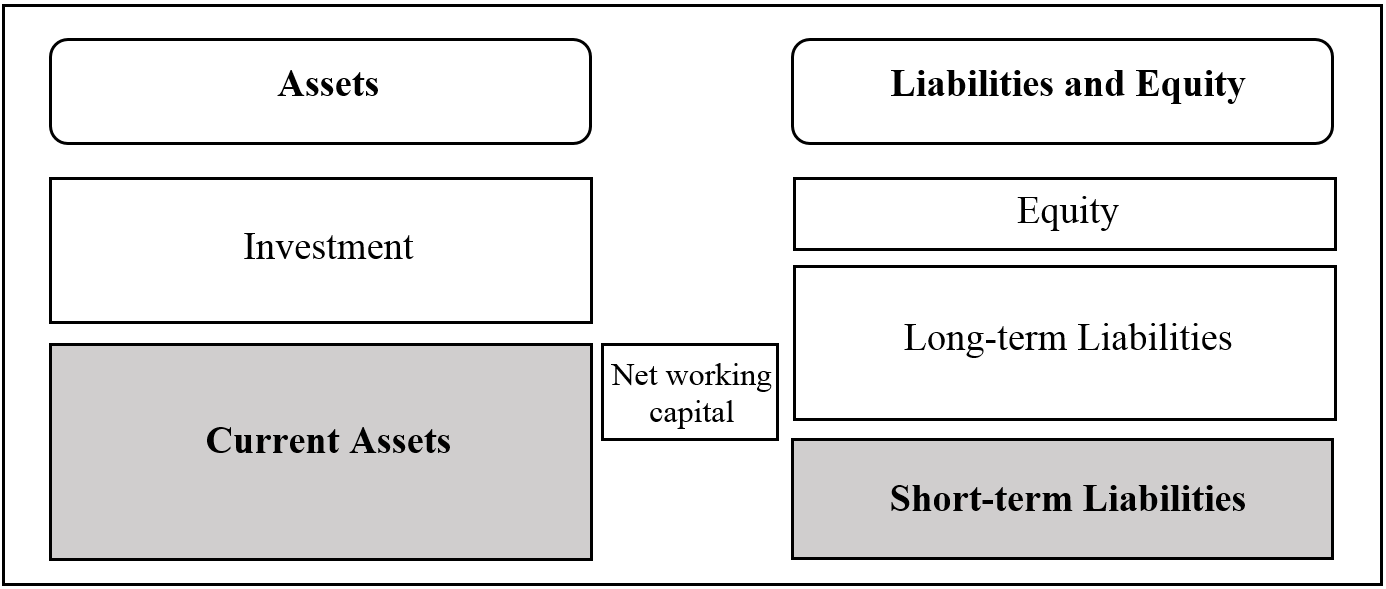 Assets
Liabilities and Equity
Investment
Equity
Long-term Liabilities
Current Assets
Net working
capital
Short-term Liabilities